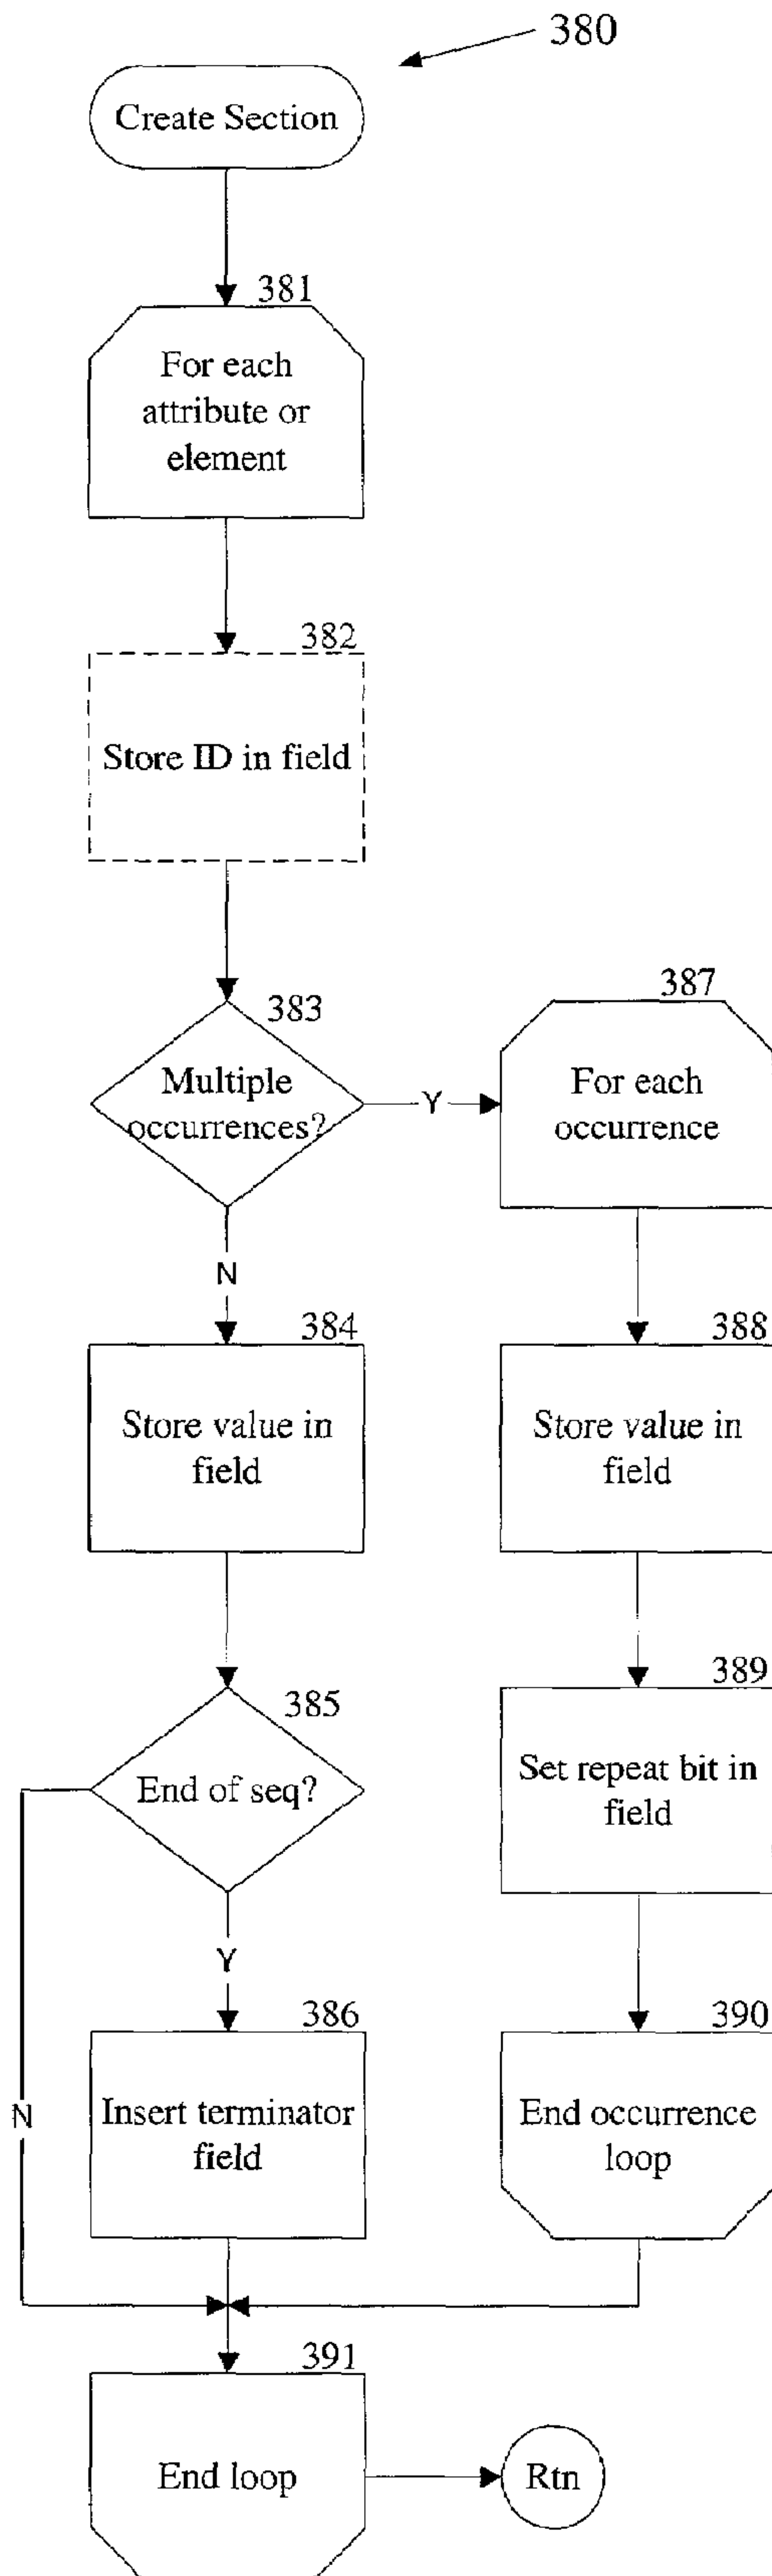 380
Create Section
381
For each
attribute or
element
382
Store ID in field
383
Multiple
occurrences?
Y
387
For each
occurrence
N
384
Store value in
field
388
Store value in
field
385
End of seq?
389
Set repeat bit in
field
Y
386
Insert terminator
field
N
390
End occurrence
loop
391
End loop
Rtn